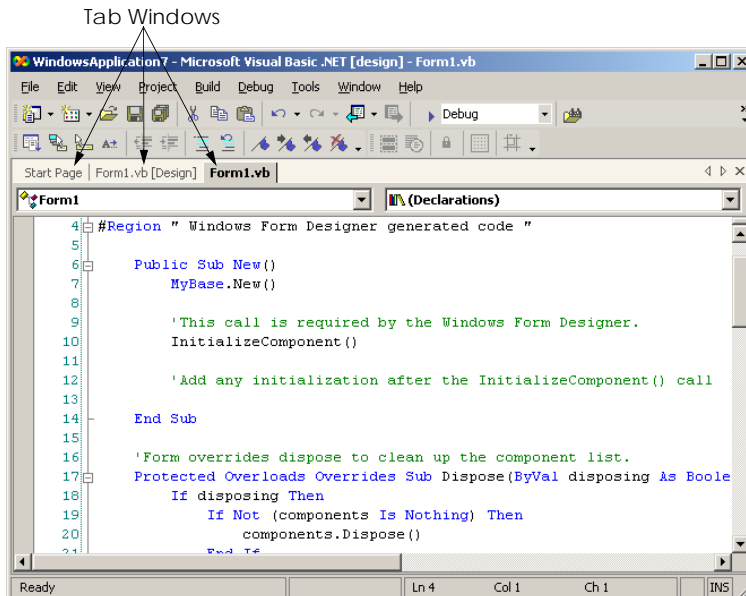 Tab Windows
WindowsApplication7 - Microsoft Visual Basic .NET [design] - Form1.vb
File Edit View Project Build Debug Tools Window Help
Debug
Start Page Form1.vb [Design] Form1.vb
Form1 (Declarations)
4 #Region " Windows Form Designer generated code "
5
6 Public Sub New()
7 MyBase.New()
8
9 'This call is required by the Windows Form Designer.
10 InitializeComponent()
11
12 'Add any initialization after the InitializeComponent() call
13
14 End Sub
15
16 'Form overrides dispose to clean up the component list.
17 Protected Overloads Overrides Sub Dispose(ByVal disposing As Boole
18 If disposing Then
19 If Not (components Is Nothing) Then
20 components.Dispose()
21 End If
Ready Ln 4 Col 1 Ch 1 INS